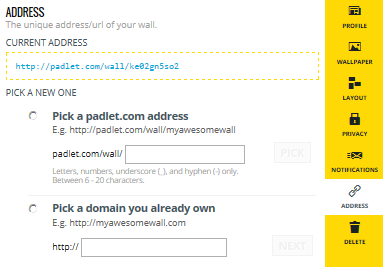 ADDRESS
The unique address/url of your wall.
CURRENT ADDRESS
http://padlet.com/wall/ke02gn5so2
PICK A NEW ONE
Pick a padlet.com address
E.g. http://padlet.com/wall/myawesomewall
padlet.com/wall/
PICK
Letters, numbers, underscore (_), and hyphen (-) only.
Between 6 - 20 characters.
Pick a domain you already own
E.g. http://myawesomewall.com
http://
NEXT
PROFILE
WALLPAPER
LAYOUT
PRIVACY
NOTIFICATIONS
ADDRESS
DELETE